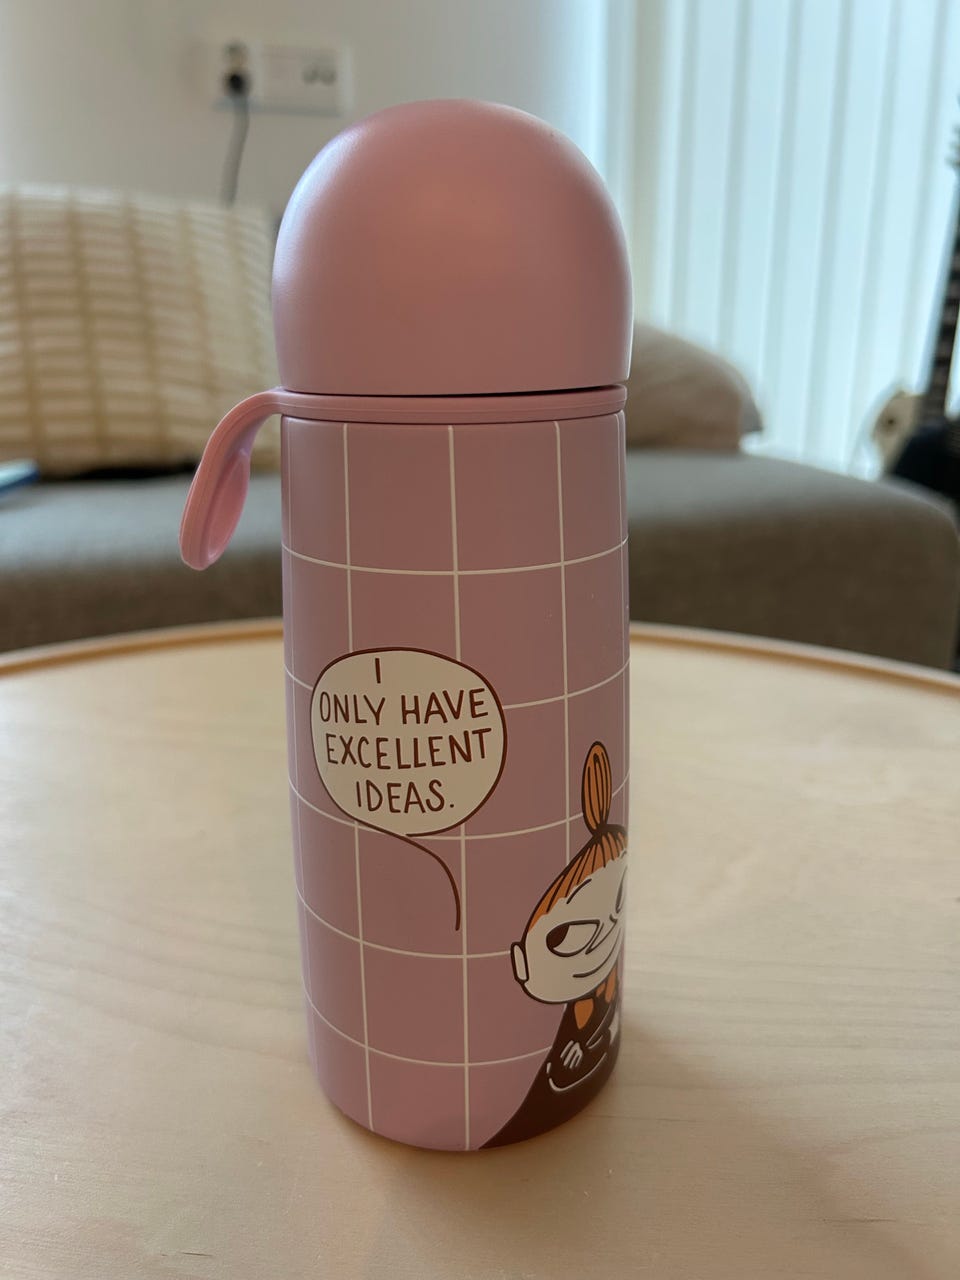 I
ONLY HAVE
EXCELLENT
IDEAS.